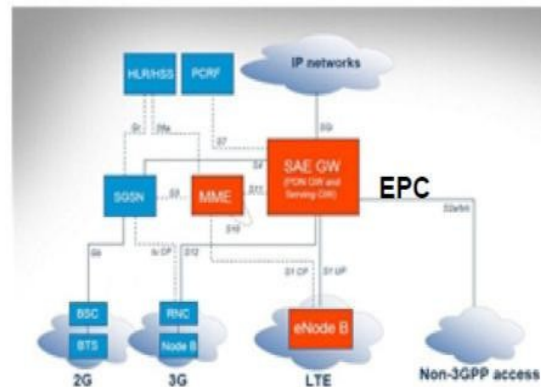 IP networks
HLR/HSS
PCRF
Gr
S6a
S7
SGi
SAE GW
(PDN GW and
Serving GW)
EPC
S4
SGSN
S3
MME
S11
S10
S2a/b/c
Gb
Iu CP
S12
S1 CP
S1 UP
BSC
BTS
RNC
Node B
eNode B
2G
3G
LTE
Non-3GPP access